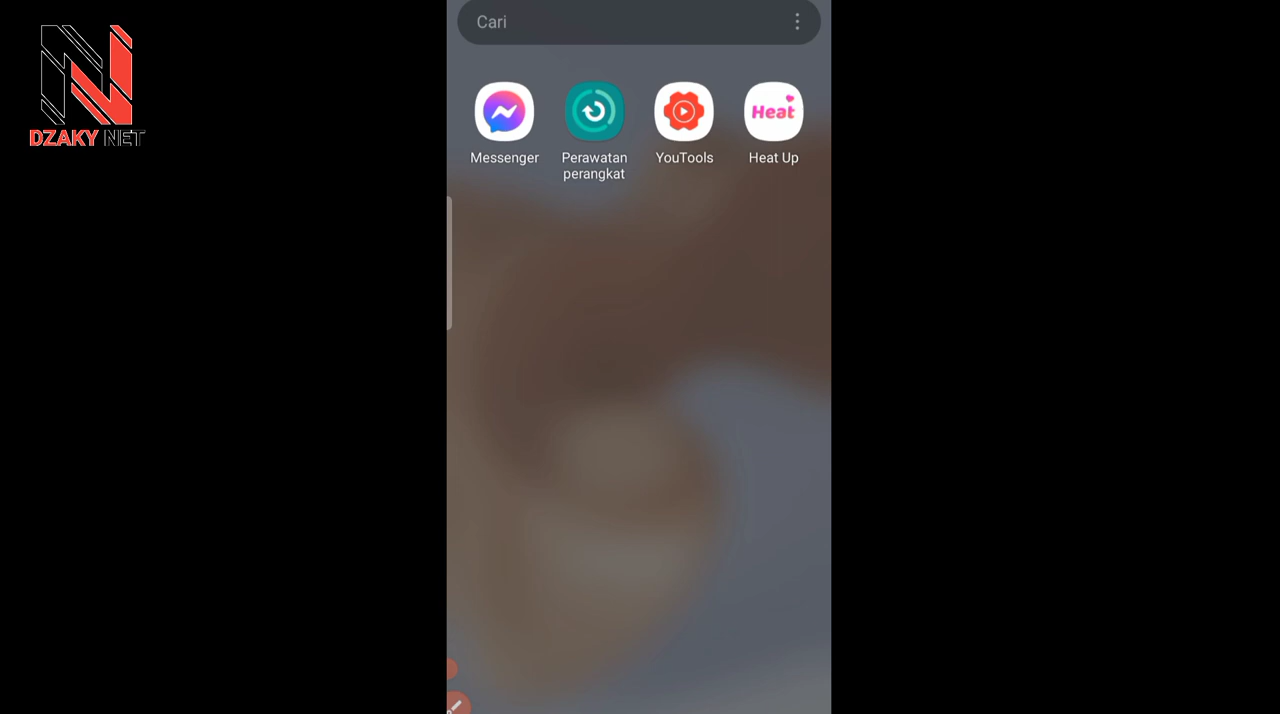 DZAKY NET
Cari
Messenger
Perawatan
perangkat
YouTools
Heat
Heat Up